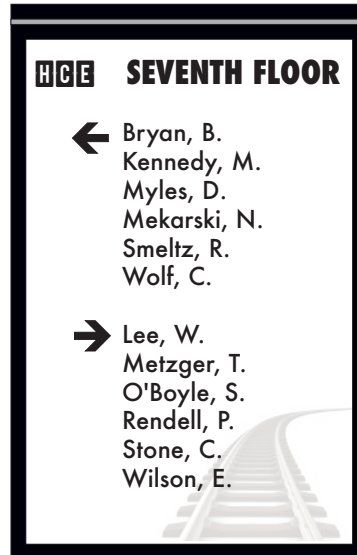 HCE SEVENTH FLOOR
Bryan, B.
Kennedy, M.
Myles, D.
Mekarski, N.
Smeltz, R.
Wolf, C.
Lee, W.
Metzger, T.
O'Boyle, S.
Rendell, P.
Stone, C.
Wilson, E.